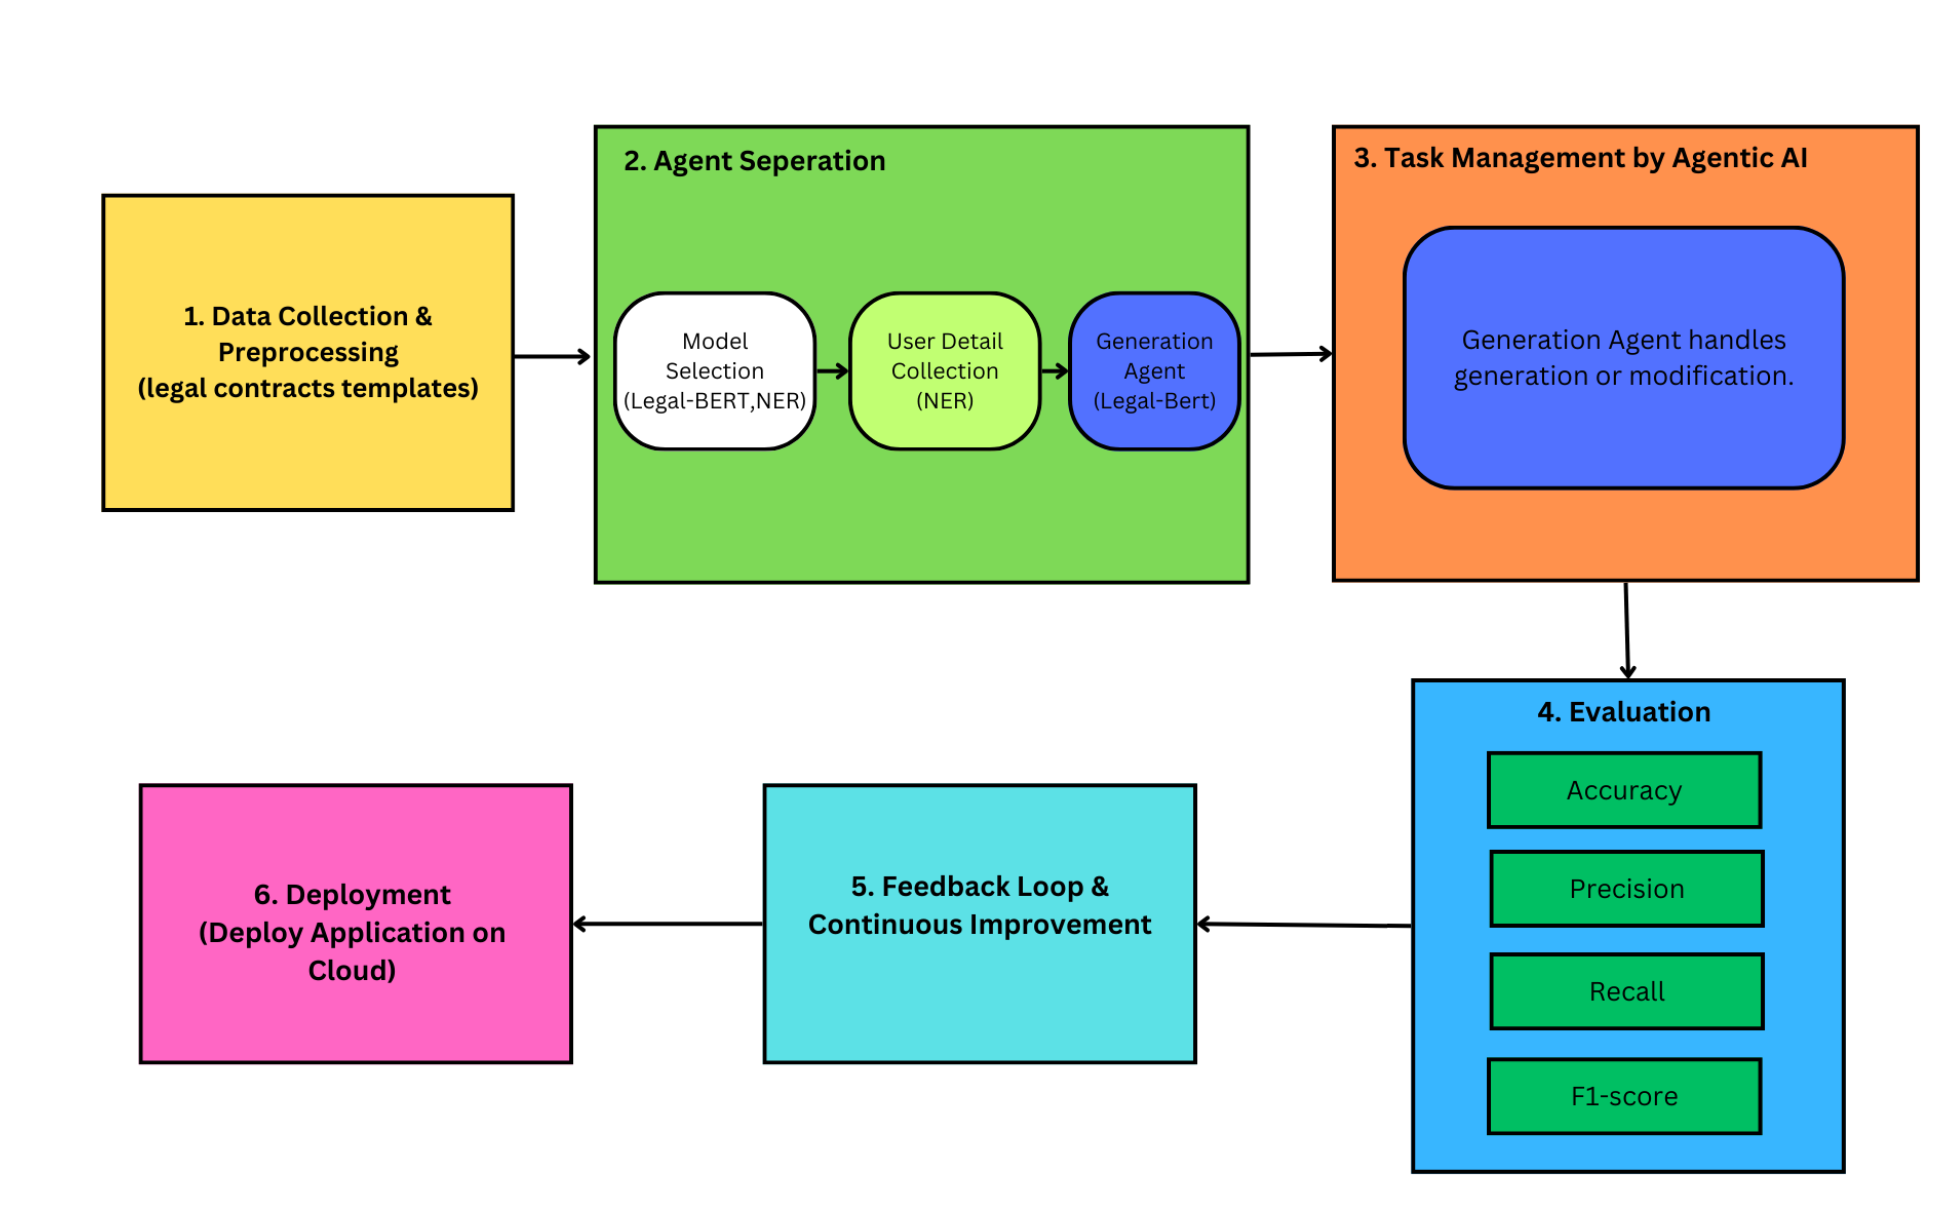 1. Data Collection &
Preprocessing
(legal contracts templates)
2. Agent Seperation
Model
Selection
(Legal-BERT,NER)
User Detail
Collection
(NER)
Generation
Agent
(Legal-Bert)
3. Task Management by Agentic AI
Generation Agent handles
generation or modification.
4. Evaluation
Accuracy
Precision
Recall
F1-score
5. Feedback Loop &
Continuous Improvement
6. Deployment
(Deploy Application on
Cloud)